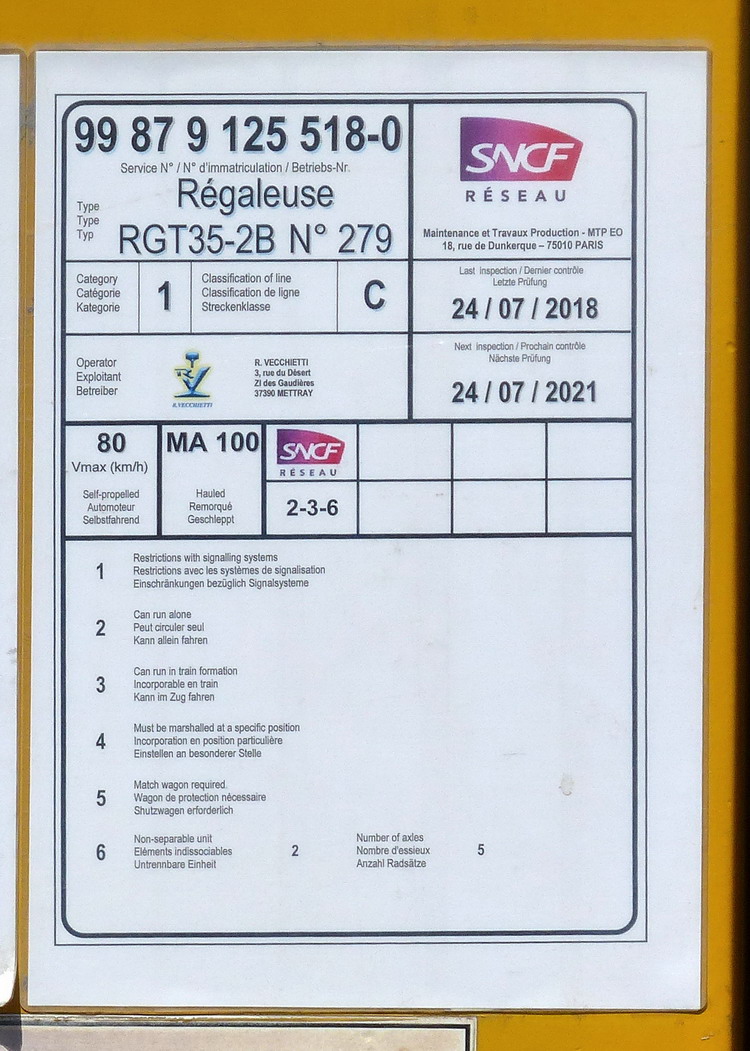 99 87 9 125 518-0
Service N° / N° d'immatriculation / Betriebs-Nr.
Type
Type
Typ
Régaleuse
RGT35-2B N° 279
SNCF
RÉSEAU
Maintenance et Travaux Production - MTP EO
18, rue de Dunkerque – 75010 PARIS
Category
Catégorie
Kategorie
1
Classification of line
Classification de ligne
Streckenklasse
C
Last inspection / Dernier contrôle
Letzte Prüfung
24 / 07 / 2018
Operator
Exploitant
Betreiber
R.VECCHIETTI
R. VECCHIETTI
3, rue du Désert
ZI des Gaudières
37390 METTRAY
Next inspection / Prochain contrôle
Nächste Prüfung
24 / 07 / 2021
80
Vmax (km/h)
Self-propelled
Automoteur
Selbstfahrend
MA 100
Hauled
Remorqué
Geschleppt
SNCF
RÉSEAU
2-3-6
1
Restrictions with signalling systems
Restrictions avec les systèmes de signalisation
Einschränkungen bezüglich Signalsysteme
2
Can run alone
Peut circuler seul
Kann allein fahren
3
Can run in train formation
Incorporable en train
Kann im Zug fahren
4
Must be marshalled at a specific position
Incorporation en position particulière
Einstellen an besonderer Stelle
5
Match wagon required
Wagon de protection nécessaire
Shutzwagen erforderlich
6
Non-separable unit
Eléments indissociables
Untrennbare Einheit
2
Number of axles
Nombre d'essieux
Anzahl Radsätze
5